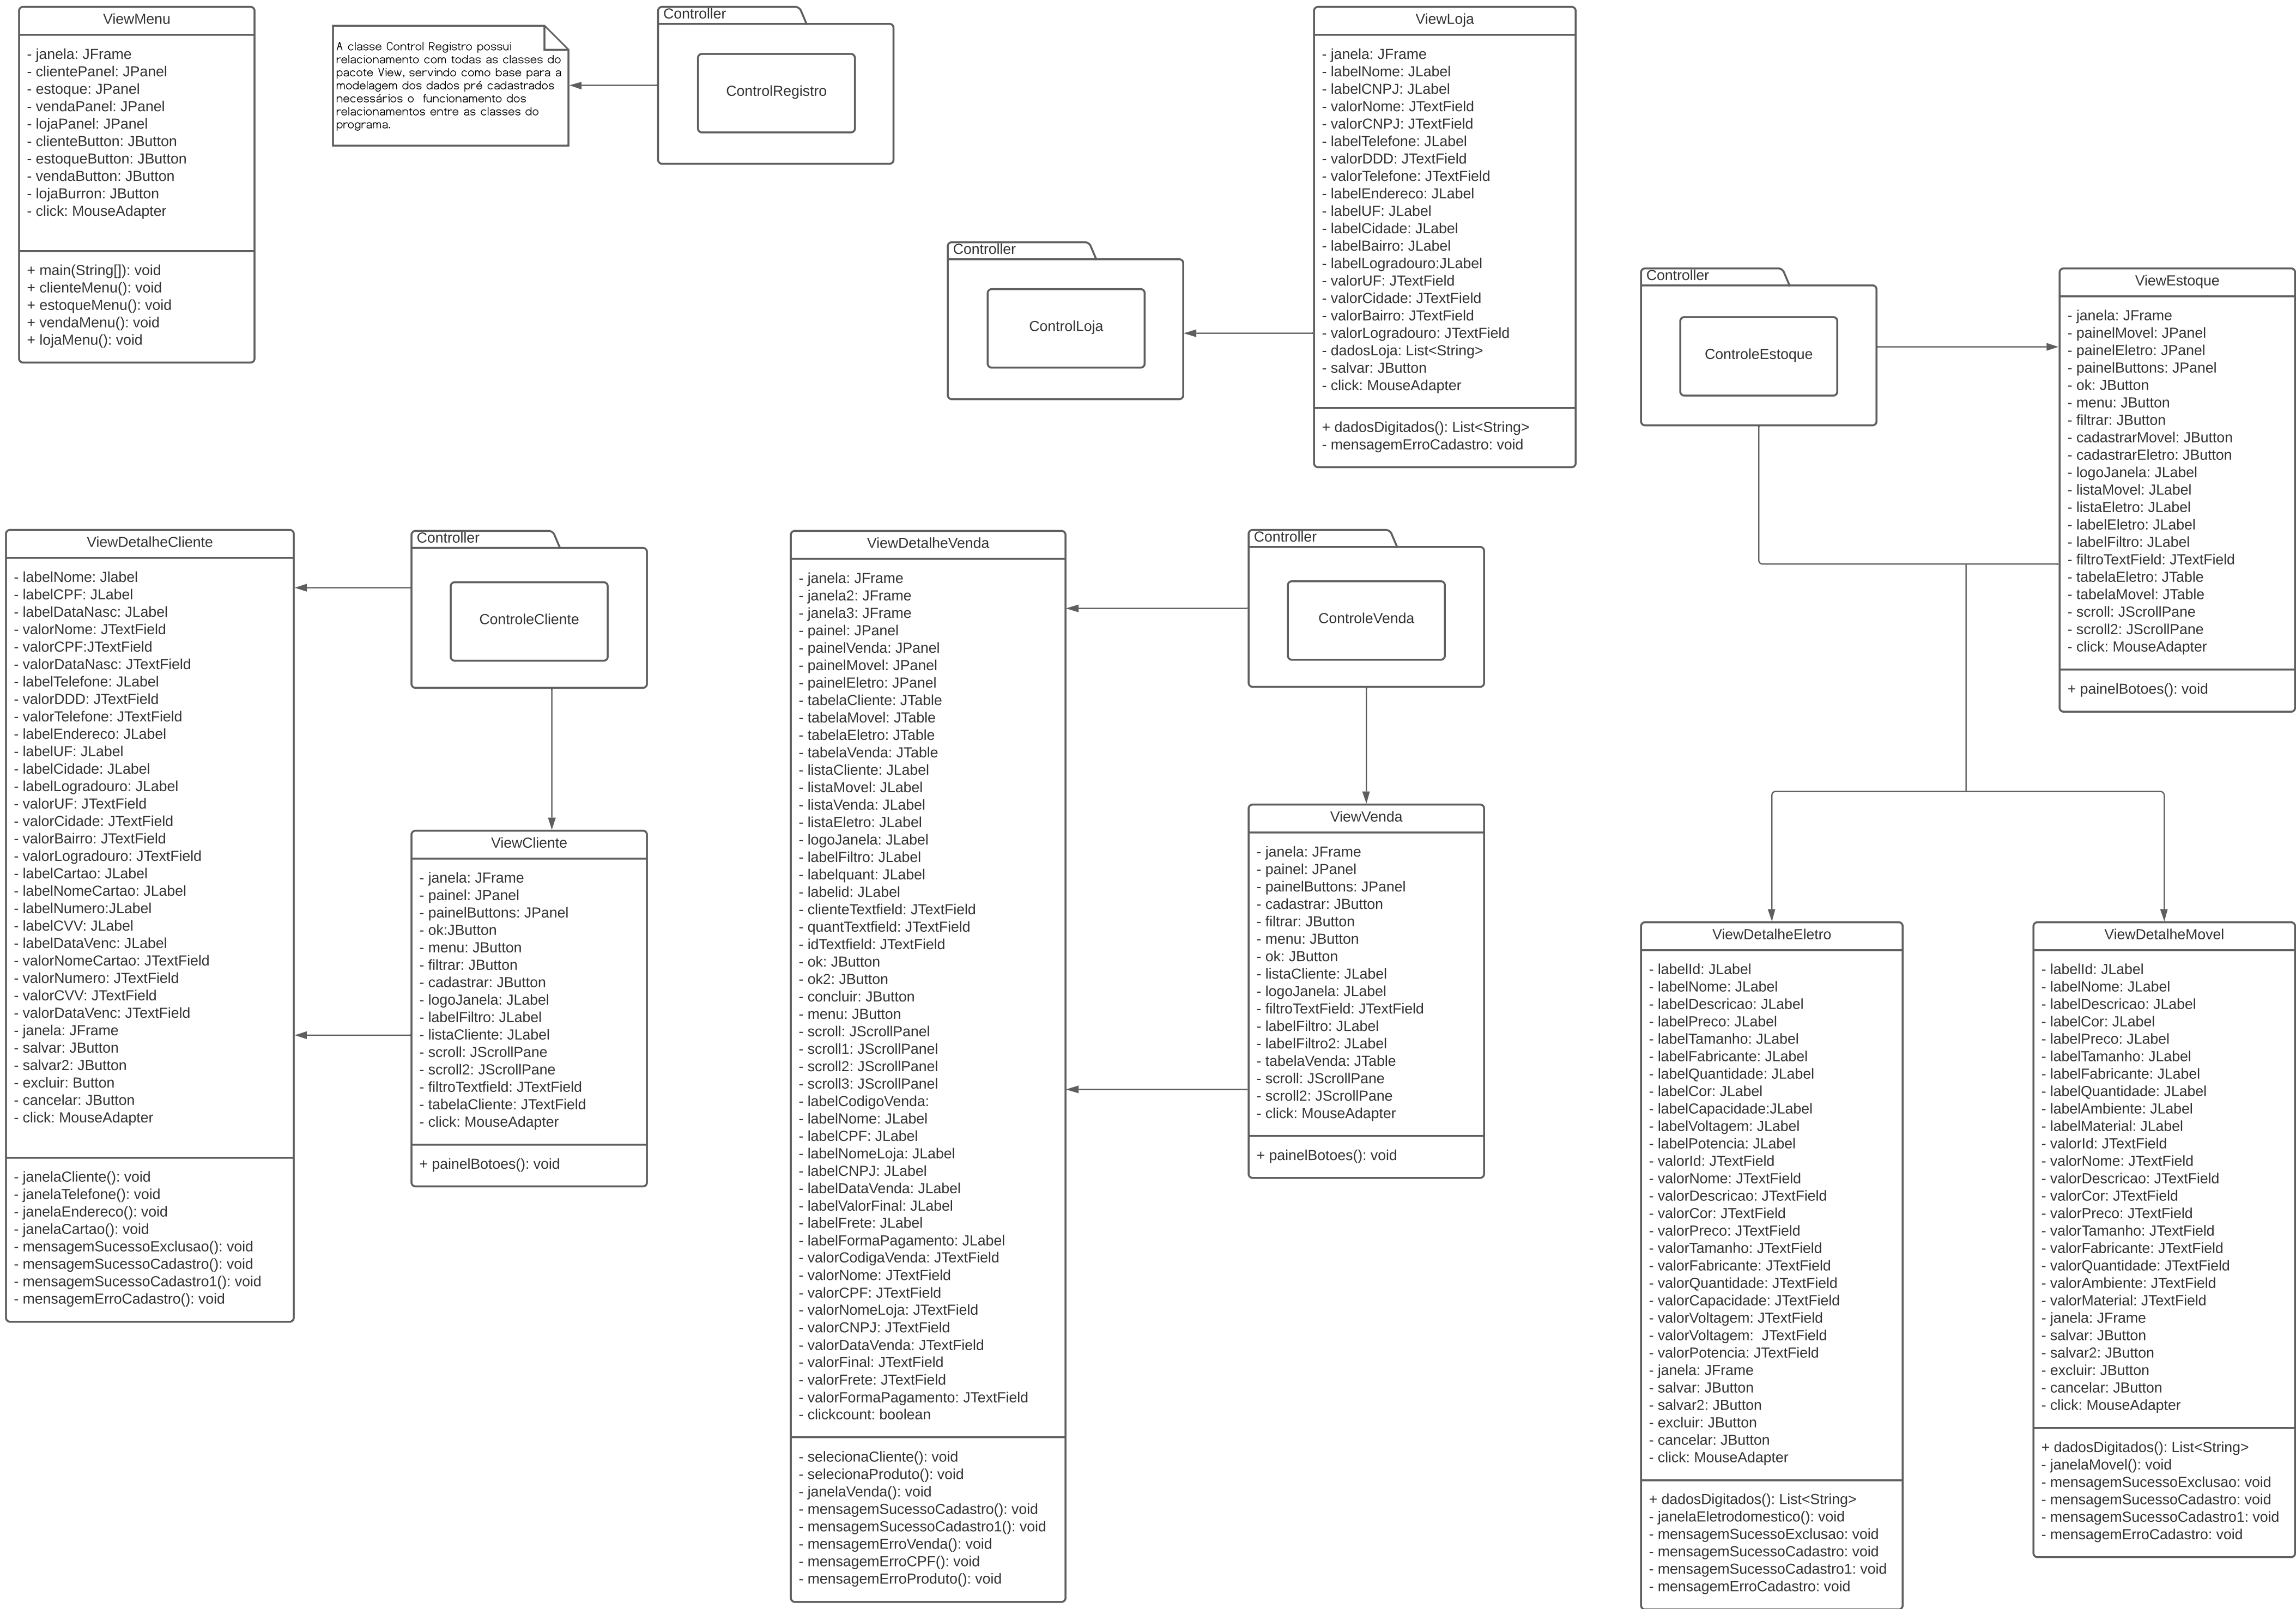 ViewMenu
- janela: JFrame
- clientePanel: JPanel
- estoque: JPanel
- vendaPanel: JPanel
- lojaPanel: JPanel
- clienteButton: JButton
- estoqueButton: JButton
- vendaButton: JButton
- lojaBurron: JButton
- click: MouseAdapter
+ main(String[]): void
+ clienteMenu(): void
+ estoqueMenu(): void
+ vendaMenu(): void
+ lojaMenu(): void
A classe Control Registro possui
relacionamento com todas as classes do
pacote View, servindo como base para a
modelagem dos dados pré cadastrados
necessários o  funcionamento dos
relacionamentos entre as classes do
programa.
Controller
ControlRegistro
Controller
ControlLoja
ViewLoja
- janela: JFrame
- labelNome: JLabel
- labelCNPJ: JLabel
- valorNome: JTextField
- valorCNPJ: JTextField
- labelTelefone: JLabel
- valorDDD: JTextField
- valorTelefone: JTextField
- labelEndereco: JLabel
- labelUF: JLabel
- labelCidade: JLabel
- labelBairro: JLabel
- labelLogradouro:JLabel
- valorUF: JTextField
- valorCidade: JTextField
- valorBairro: JTextField
- valorLogradouro: JTextField
- dadosLoja: List<String>
- salvar: JButton
- click: MouseAdapter
+ dadosDigitados(): List<String>
- mensagemErroCadastro: void
Controller
ControleEstoque
ViewEstoque
- janela: JFrame
- painelMovel: JPanel
- painelEletro: JPanel
- painelButtons: JPanel
- ok: JButton
- menu: JButton
- filtrar: JButton
- cadastrarMovel: JButton
- cadastrarEletro: JButton
- logoJanela: JLabel
- listaMovel: JLabel
- listaEletro: JLabel
- labelEletro: JLabel
- labelFiltro: JLabel
- filtroTextField: JTextField
- tabelaEletro: JTable
- tabelaMovel: JTable
- scroll: JScrollPane
- scroll2: JScrollPane
- click: MouseAdapter
+ painelBotoes(): void
ViewDetalheCliente
- labelNome: Jlabel
- labelCPF: JLabel
- labelDataNasc: JLabel
- valorNome: JTextField
- valorCPF:JTextField
- valorDataNasc: JTextField
- labelTelefone: JLabel
- valorDDD: JTextField
- valorTelefone: JTextField
- labelEndereco: JLabel
- labelUF: JLabel
- labelCidade: JLabel
- labelLogradouro: JLabel
- valorUF: JTextField
- valorCidade: JTextField
- valorBairro: JTextField
- valorLogradouro: JTextField
- labelCartao: JLabel
- labelNomeCartao: JLabel
- labelNumero:JLabel
- labelCVV: JLabel
- labelDataVenc: JLabel
- valorNomeCartao: JTextField
- valorNumero: JTextField
- valorCVV: JTextField
- valorDataVenc: JTextField
- janela: JFrame
- salvar: JButton
- salvar2: JButton
- excluir: Button
- cancelar: JButton
- click: MouseAdapter
- janelaCliente(): void
- janelaTelefone(): void
- janelaEndereco(): void
- janelaCartao(): void
- mensagemSucessoExclusao(): void
- mensagemSucessoCadastro(): void
- mensagemSucessoCadastro1(): void
- mensagemErroCadastro(): void
Controller
ControleCliente
ViewCliente
- janela: JFrame
- painel: JPanel
- painelButtons: JPanel
- ok:JButton
- menu: JButton
- filtrar: JButton
- cadastrar: JButton
- logoJanela: JLabel
- labelFiltro: JLabel
- listaCliente: JLabel
- scroll: JScrollPane
- scroll2: JScrollPane
- filtroTextfield: JTextField
- tabelaCliente: JTextField
- click: MouseAdapter
+ painelBotoes(): void
ViewDetalheVenda
- janela: JFrame
- janela2: JFrame
- janela3: JFrame
- painel: JPanel
- painelVenda: JPanel
- painelMovel: JPanel
- painelEletro: JPanel
- tabelaCliente: JTable
- tabelaMovel: JTable
- tabelaEletro: JTable
- tabelaVenda: JTable
- listaCliente: JLabel
- listaMovel: JLabel
- listaVenda: JLabel
- listaEletro: JLabel
- logoJanela: JLabel
- labelFiltro: JLabel
- labelquant: JLabel
- labelid: JLabel
- clienteTextfield: JTextField
- quantTextfield: JTextField
- idTextfield: JTextField
- ok: JButton
- ok2: JButton
- concluir: JButton
- menu: JButton
- scroll: JScrollPanel
- scroll1: JScrollPanel
- scroll2: JScrollPanel
- scroll3: JScrollPanel
- labelCodigoVenda:
- labelNome: JLabel
- labelCPF: JLabel
- labelNomeLoja: JLabel
- labelCNPJ: JLabel
- labelDataVenda: JLabel
- labelValorFinal: JLabel
- labelFrete: JLabel
- labelFormaPagamento: JLabel
- valorCodigaVenda: JTextField
- valorNome: JTextField
- valorCPF: JTextField
- valorNomeLoja: JTextField
- valorCNPJ: JTextField
- valorDataVenda: JTextField
- valorFinal: JTextField
- valorFrete: JTextField
- valorFormaPagamento: JTextField
- clickcount: boolean
- selecionaCliente(): void
- selecionaProduto(): void
- janelaVenda(): void
- mensagemSucessoCadastro(): void
- mensagemSucessoCadastro1(): void
- mensagemErroVenda(): void
- mensagemErroCPF(): void
- mensagemErroProduto(): void
Controller
ControleVenda
ViewVenda
- janela: JFrame
- painel: JPanel
- painelButtons: JPanel
- cadastrar: JButton
- filtrar: JButton
- menu: JButton
- ok: JButton
- listaCliente: JLabel
- logoJanela: JLabel
- filtroTextField: JTextField
- labelFiltro: JLabel
- labelFiltro2: JLabel
- tabelaVenda: JTable
- scroll: JScrollPane
- scroll2: JScrollPane
- click: MouseAdapter
+ painelBotoes(): void
ViewDetalheEletro
- labelId: JLabel
- labelNome: JLabel
- labelDescricao: JLabel
- labelPreco: JLabel
- labelTamanho: JLabel
- labelFabricante: JLabel
- labelQuantidade: JLabel
- labelCor: JLabel
- labelCapacidade:JLabel
- labelVoltagem: JLabel
- labelPotencia: JLabel
- valorId: JTextField
- valorNome: JTextField
- valorDescricao: JTextField
- valorCor: JTextField
- valorPreco: JTextField
- valorTamanho: JTextField
- valorFabricante: JTextField
- valorQuantidade: JTextField
- valorCapacidade: JTextField
- valorVoltagem: JTextField
- valorVoltagem:  JTextField
- valorPotencia: JTextField
- janela: JFrame
- salvar: JButton
- salvar2: JButton
- excluir: JButton
- cancelar: JButton
- click: MouseAdapter
+ dadosDigitados(): List<String>
- janelaEletrodomestico(): void
- mensagemSucessoExclusao: void
- mensagemSucessoCadastro: void
- mensagemSucessoCadastro1: void
- mensagemErroCadastro: void
ViewDetalheMovel
- labelId: JLabel
- labelNome: JLabel
- labelDescricao: JLabel
- labelCor: JLabel
- labelPreco: JLabel
- labelTamanho: JLabel
- labelFabricante: JLabel
- labelQuantidade: JLabel
- labelAmbiente: JLabel
- labelMaterial: JLabel
- valorId: JTextField
- valorNome: JTextField
- valorDescricao: JTextField
- valorCor: JTextField
- valorPreco: JTextField
- valorTamanho: JTextField
- valorFabricante: JTextField
- valorQuantidade: JTextField
- valorAmbiente: JTextField
- valorMaterial: JTextField
- janela: JFrame
- salvar: JButton
- salvar2: JButton
- excluir: JButton
- cancelar: JButton
- click: MouseAdapter
+ dadosDigitados(): List<String>
- janelaMovel(): void
- mensagemSucessoExclusao: void
- mensagemSucessoCadastro: void
- mensagemSucessoCadastro1: void
- mensagemErroCadastro: void